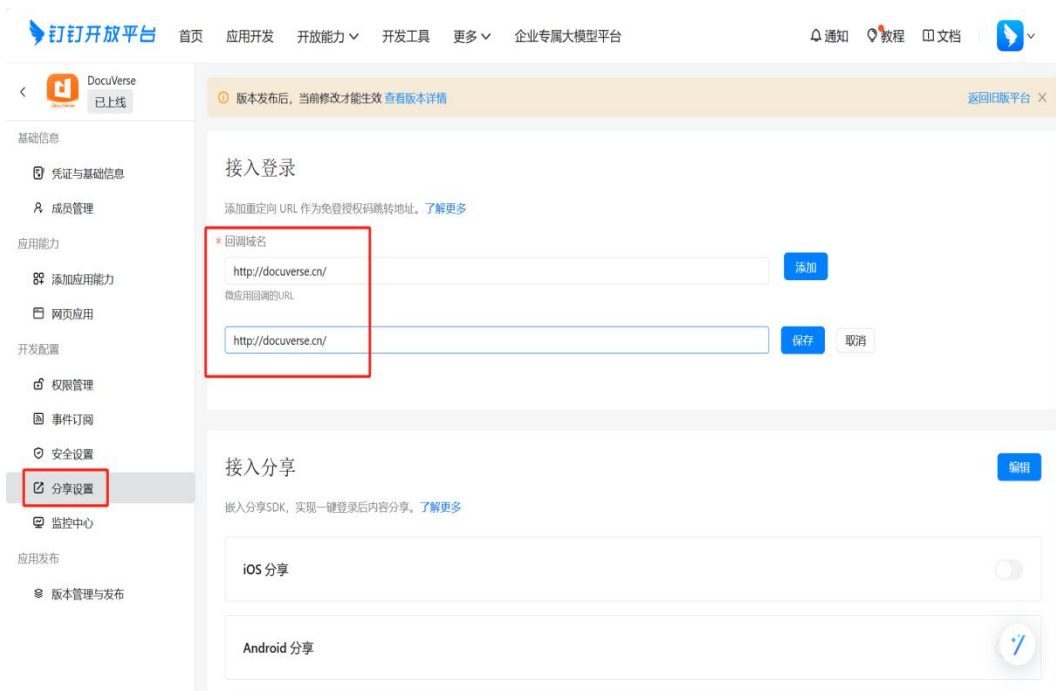 钉钉开放平台 首页 应用开发 开放能力 开发工具 更多 企业专属大模型平台 通知 教程 文档
DocuVerse
已上线
版本发布后，当前修改才能生效 查看版本详情 返回旧版平台
基础信息
凭证与基础信息
成员管理
应用能力
添加应用能力
网页应用
开发配置
权限管理
事件订阅
安全设置
分享设置
监控中心
应用发布
版本管理与发布
接入登录
添加重定向 URL 作为免登授权码跳转地址。了解更多
* 回调域名
http://docuverse.cn/ 添加
微应用回调的URL
http://docuverse.cn/ 保存 取消
接入分享 编辑
嵌入分享SDK，实现一键登录后内容分享。了解更多
iOS 分享
Android 分享